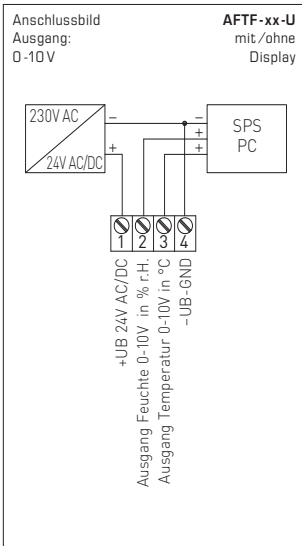 Anschlussbild
Ausgang:
0-10 V
AFTF-xx-U
mit/ohne
Display
230V AC
24V AC/DC
–
+
–
+
+
SPS
PC
1
2
3
4
+UB 24V AC/DC
Ausgang Feuchte 0-10V in % r.H.
Ausgang Temperatur 0-10V in °C
–UB-GND